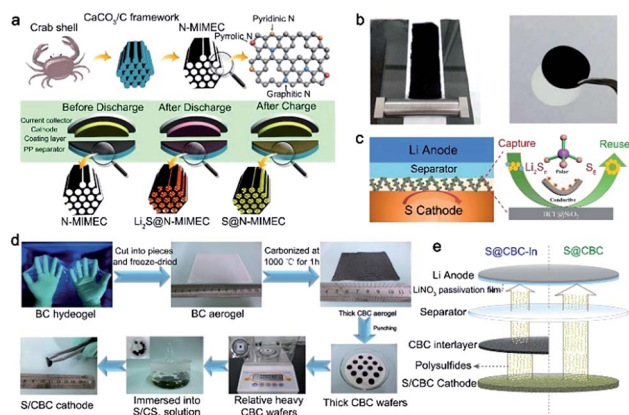 a
CaCO₃/C framework
Crab shell
N-MIMEC
Pyridinic N
Pyrrolic N
Graphitic N
Before Discharge
After Discharge
After Charge
Current collector
Cathode
Coating layer
PP separator
N-MIMEC
Li₂S@N-MIMEC
S@N-MIMEC
b
c
Li Anode
Separator
S Cathode
Capture
Reuse
Li₂Sₙ
Polar
S₈
Conductive
d
Cut into pieces
and freeze-dried
Carbonized at
1000 °C for 1h
BC hydeogel
BC aerogel
Thick CBC aerogel
Punching
S/CBC cathode
Immersed into
S/CS₂ solution
Relative heavy
CBC wafers
Thick CBC wafers
e
S@CBC-In
S@CBC
Li Anode
LiNO₃ passivation film
Separator
CBC interlayer
Polysulfides
S/CBC Cathode